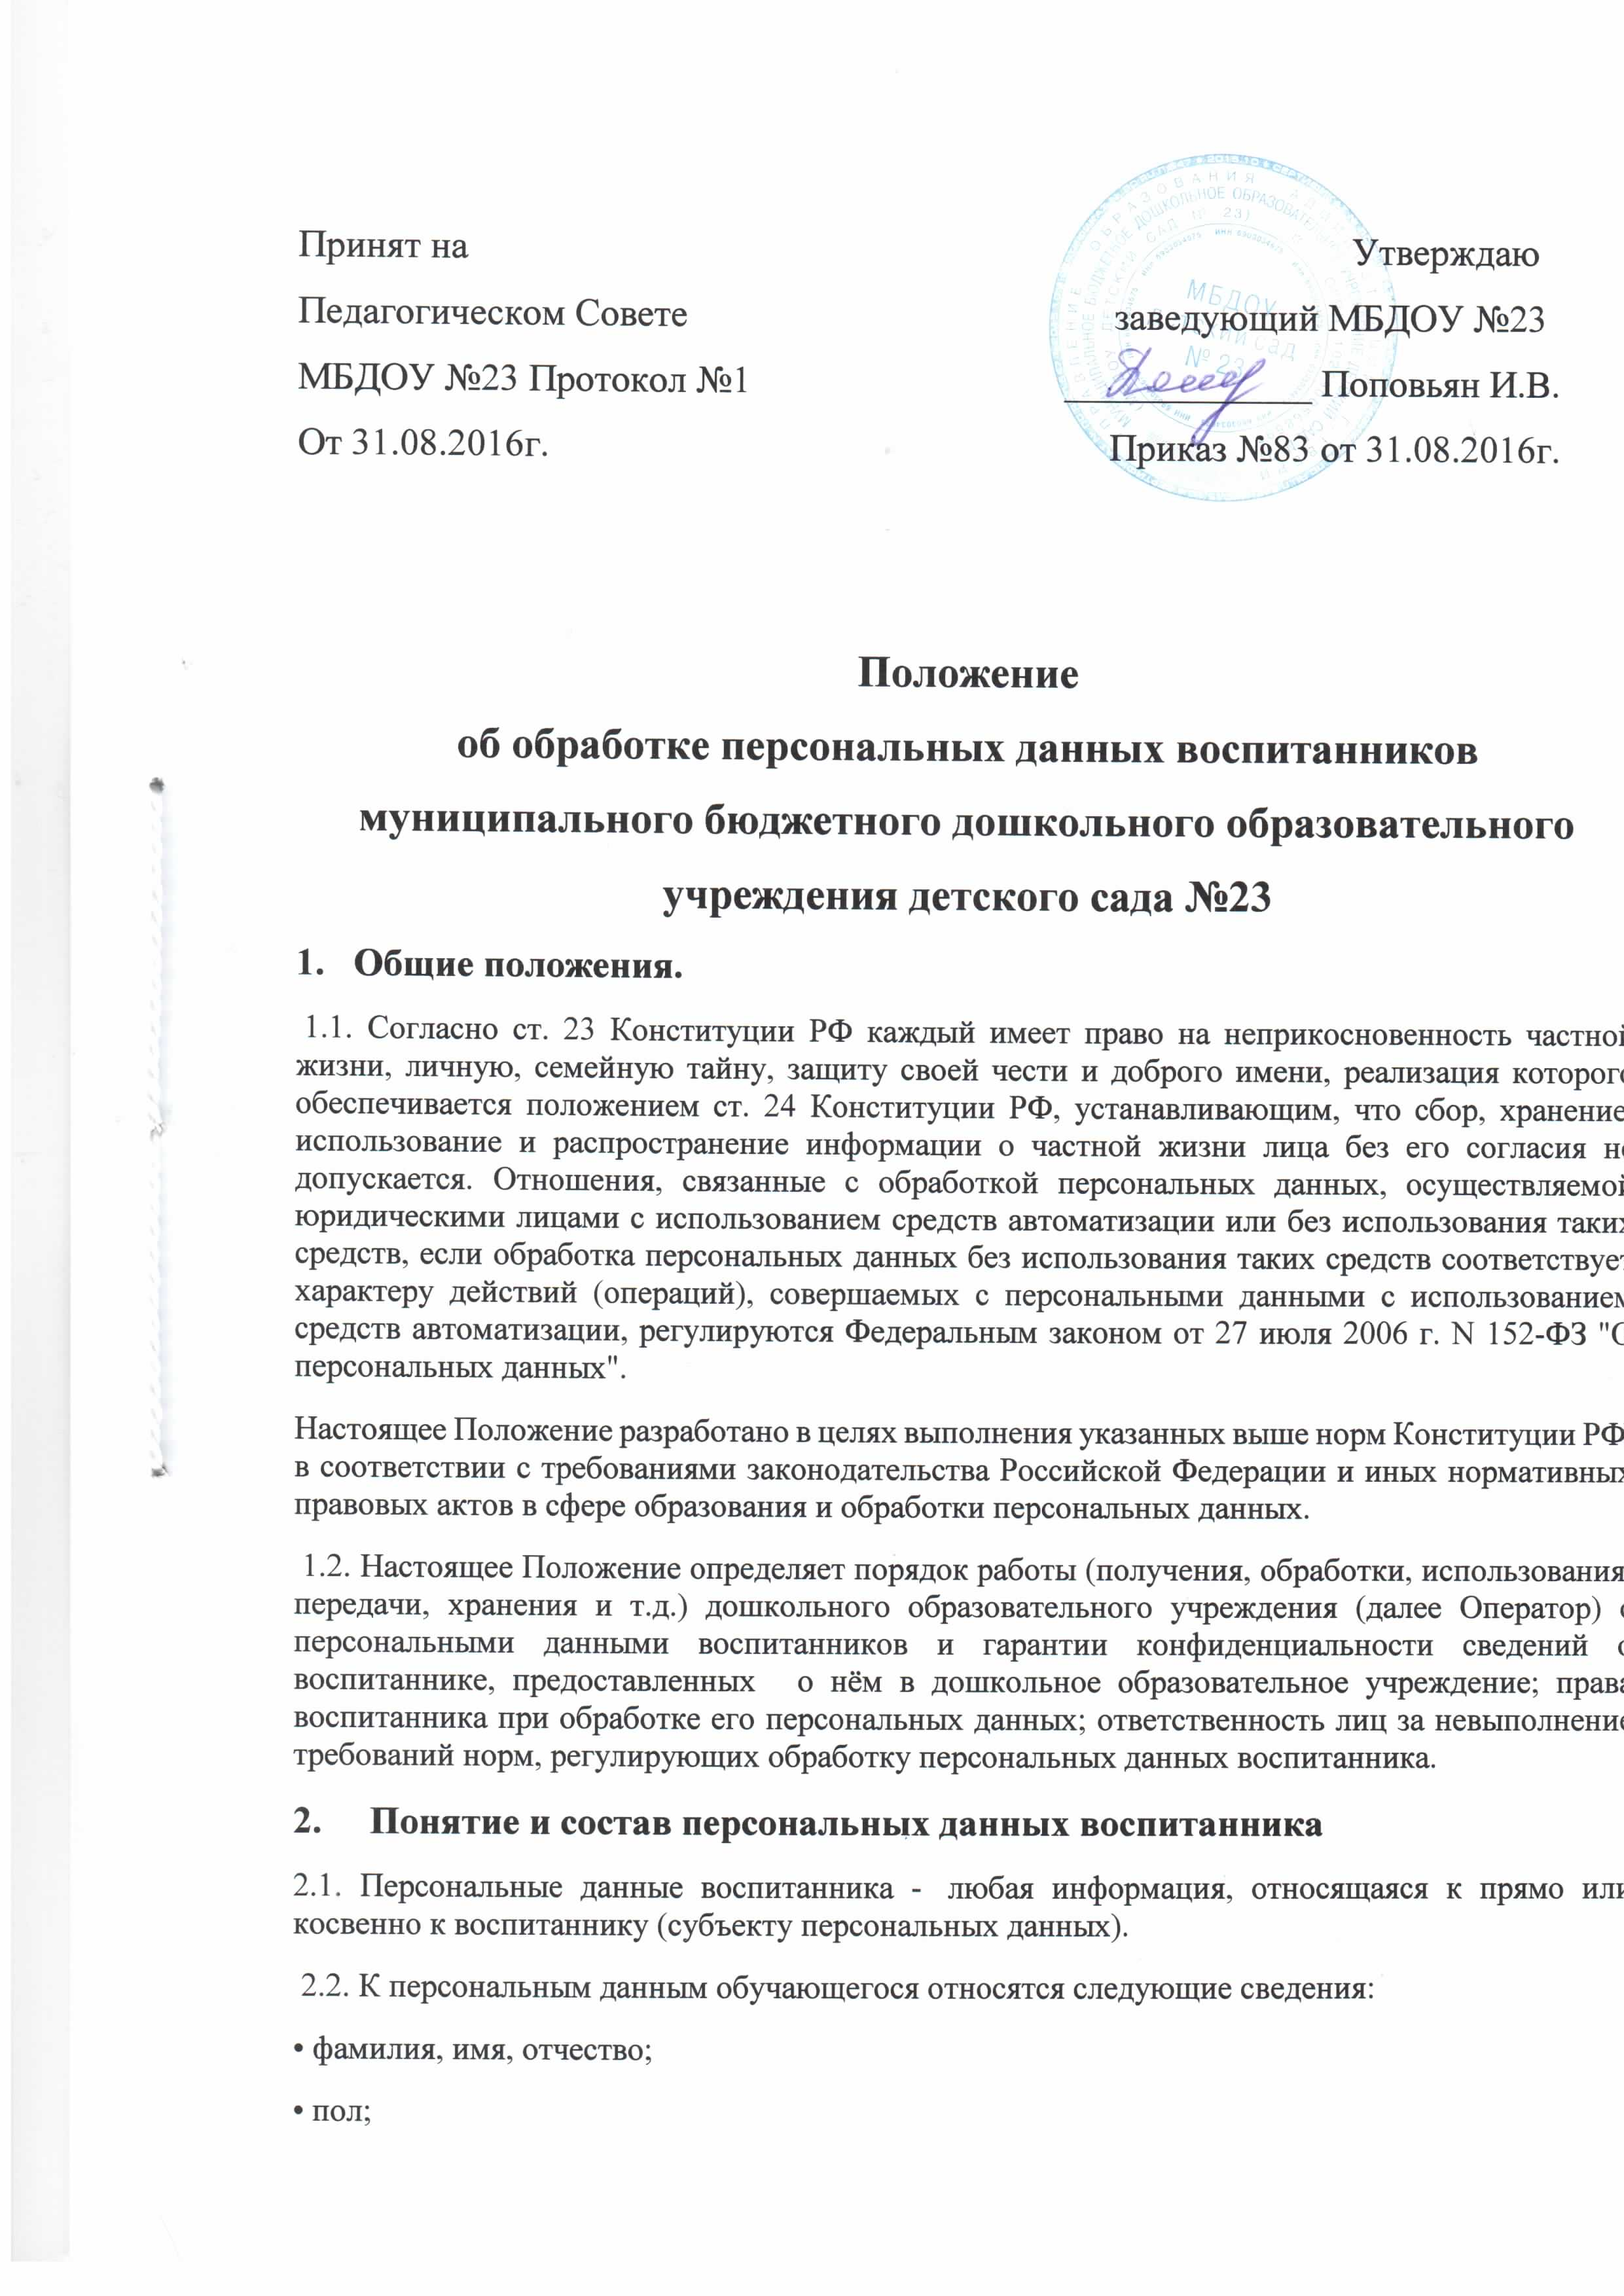 Принят на
Педагогическом Совете
МБДОУ №23 Протокол №1
От 31.08.2016г.
Утверждаю
заведующий МБДОУ №23
Поповьян И.В.
Приказ №83 от 31.08.2016г.
МБДОУ
сад
№ 23
Положение
об обработке персональных данных воспитанников
муниципального бюджетного дошкольного образовательного
учреждения детского сада №23
1. Общие положения.
1.1. Согласно ст. 23 Конституции РФ каждый имеет право на неприкосновенность частной
жизни, личную, семейную тайну, защиту своей чести и доброго имени, реализация которого
обеспечивается положением ст. 24 Конституции РФ, устанавливающим, что сбор, хранение
использование и распространение информации о частной жизни лица без его согласия не
допускается. Отношения, связанные с обработкой персональных данных, осуществляемой
юридическими лицами с использованием средств автоматизации или без использования таких
средств, если обработка персональных данных без использования таких средств соответствует
характеру действий (операций), совершаемых с персональными данными с использованием
средств автоматизации, регулируются Федеральным законом от 27 июля 2006 г. N 152-ФЗ "О
персональных данных".
Настоящее Положение разработано в целях выполнения указанных выше норм Конституции РФ
в соответствии с требованиями законодательства Российской Федерации и иных нормативных
правовых актов в сфере образования и обработки персональных данных.
1.2. Настоящее Положение определяет порядок работы (получения, обработки, использования
передачи, хранения и т.д.) дошкольного образовательного учреждения (далее Оператор) с
персональными данными воспитанников и гарантии конфиденциальности сведений о
воспитаннике, предоставленных о нём в дошкольное образовательное учреждение; права
воспитанника при обработке его персональных данных; ответственность лиц за невыполнение
требований норм, регулирующих обработку персональных данных воспитанника.
2. Понятие и состав персональных данных воспитанника
2.1. Персональные данные воспитанника - любая информация, относящаяся к прямо или
косвенно к воспитаннику (субъекту персональных данных).
2.2. К персональным данным обучающегося относятся следующие сведения:
• фамилия, имя, отчество;
• пол;